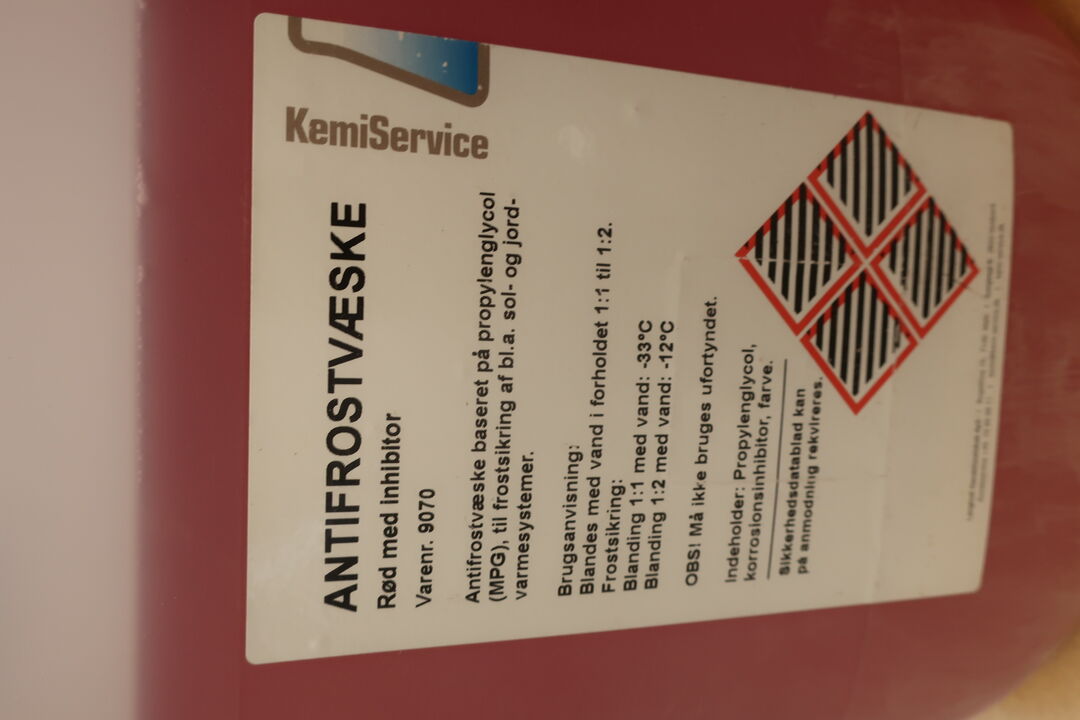 KemiService
ANTIFROSTVÆSKE
Rød med inhibitor
Varenr. 9070
Antifrostvæske baseret på propylenglycol
(MPG), til frostsikring af bl.a. sol- og jord-
varmesystemer.
Brugsanvisning:
Blandes med vand i forholdet 1:1 til 1:2.
Frostsikring:
Blanding 1:1 med vand: -33°C
Blanding 1:2 med vand: -12°C
OBS! Må ikke bruges ufortyndet.
Indeholder: Propylenglycol,
korrosionsinhibitor, farve.
Sikkerhedsdatablad kan
på anmodning rekvireres.